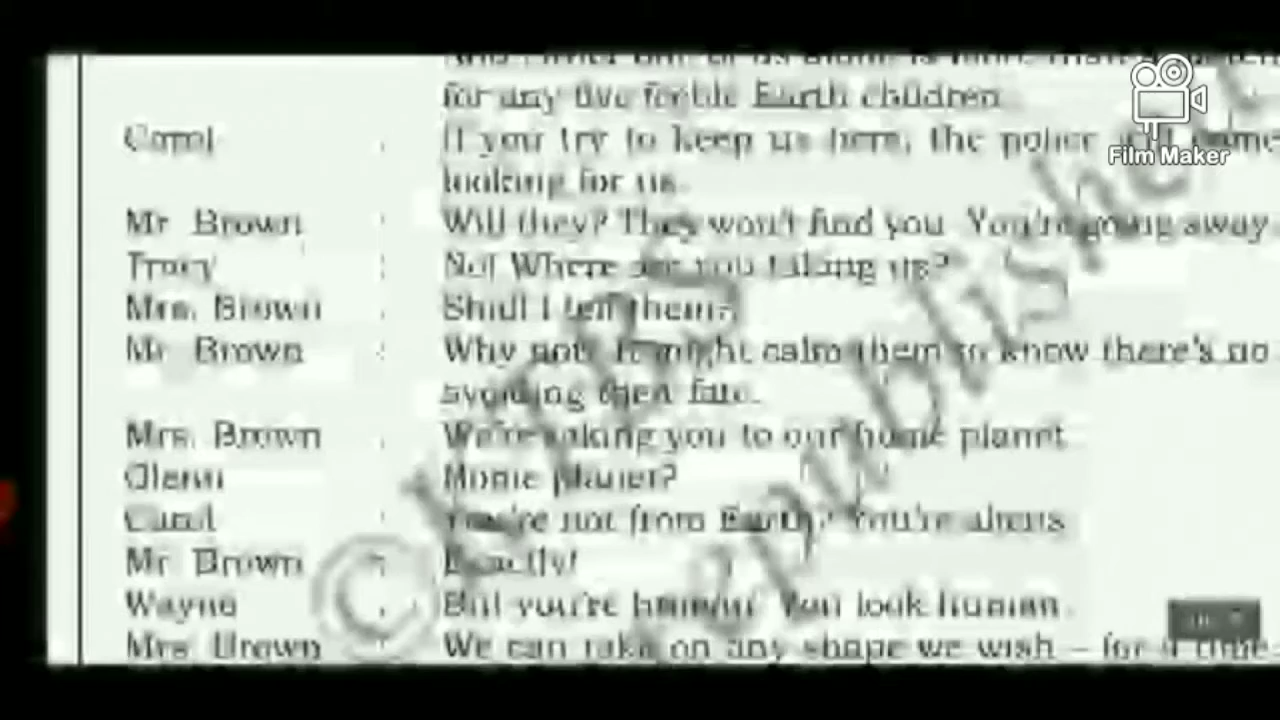 for any five feeble Earth children.
Carol : If you try to keep us here, the police will come
looking for us.
Mr. Brown : Will they? They won't find you. You're going away.
Tracy : No! Where are you taking us?
Mrs. Brown : Shall I tell them?
Mr. Brown : Why not? It might calm them to know there's no
avoiding their fate.
Mrs. Brown : We're taking you to our home planet.
Glenn : Home planet?
Carol : You're not from Earth? You're aliens.
Mr. Brown : Exactly!
Wayne : But you're human! You look human.
Mrs. Brown : We can take on any shape we wish – for a time
Film Maker
©
republished